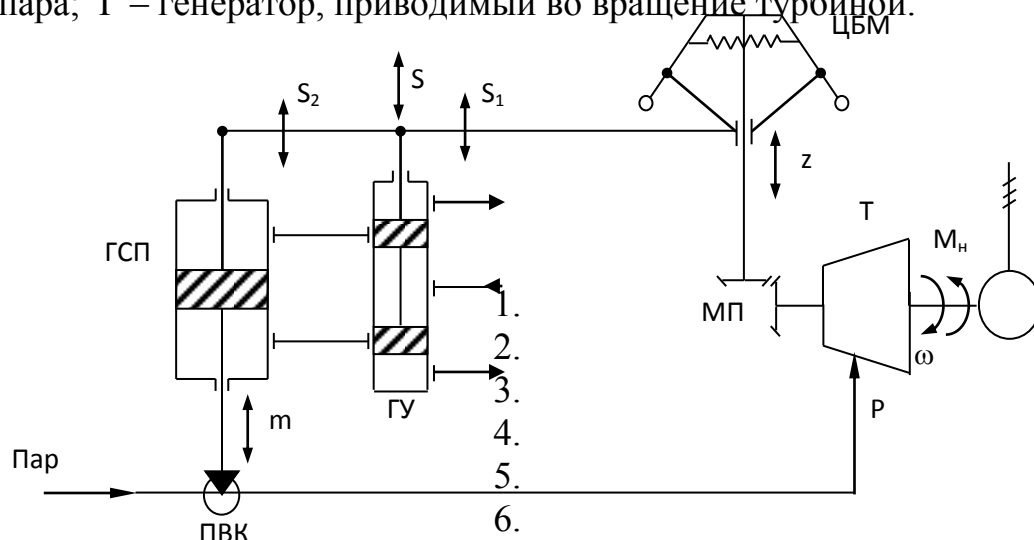 пара; Г – генератор, приводимый во вращение турбиной.
ЦБМ
S
S₂
S₁
z
Т
ГСП
Мн
МП
1.
2.
ω
3.
ГУ
Р
m
4.
Пар
5.
6.
ПВК